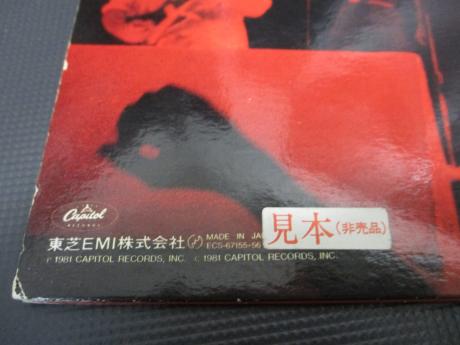 Capitol
RECORDS
東芝EMI株式会社 MADE IN
ECS-67155-56
見本(非売品)
℗ 1981 CAPITOL RECORDS, INC. © 1981 CAPITOL RECORDS, INC.